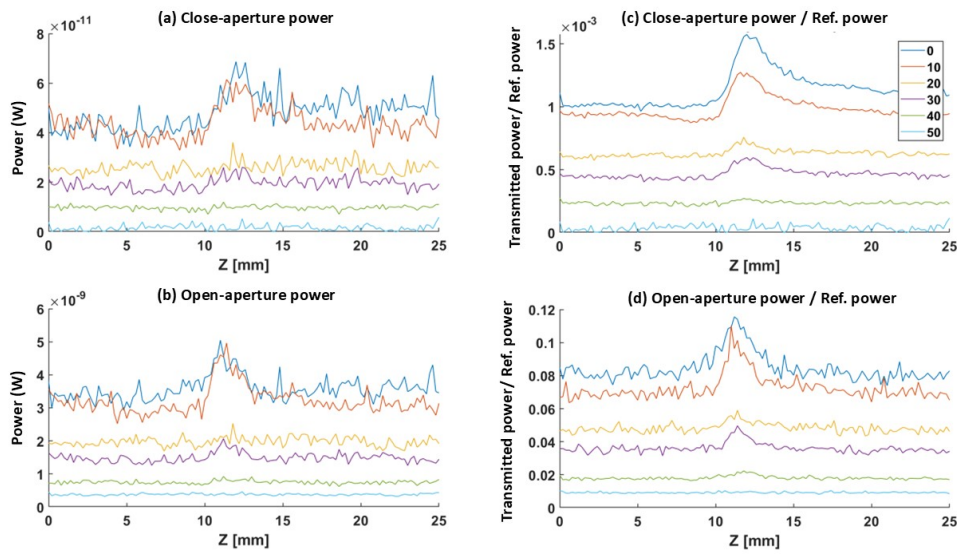 (a) Close-aperture power
×10-11
8
6
4
2
0
Power (W)
0 5 10 15 20 25
Z [mm]
(c) Close-aperture power / Ref. power
×10-3
1.5
1
0.5
0
Transmitted power/ Ref. power
0 5 10 15 20 25
Z [mm]
0
10
20
30
40
50
(b) Open-aperture power
×10-9
6
5
4
3
2
1
0
Power (W)
0 5 10 15 20 25
Z [mm]
(d) Open-aperture power / Ref. power
0.12
0.1
0.08
0.06
0.04
0.02
0
Transmitted power/ Ref. power
0 5 10 15 20 25
Z [mm]